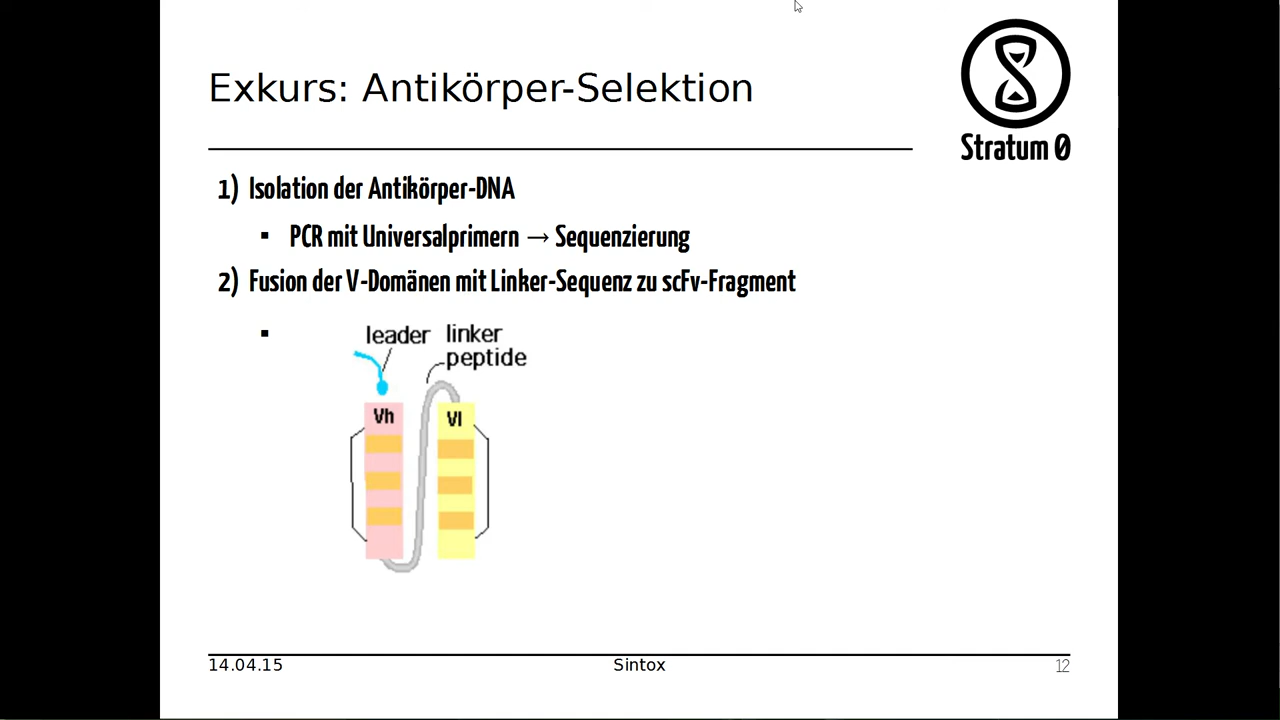 Exkurs: Antikörper-Selektion
Stratum 0
1) Isolation der Antikörper-DNA
▪ PCR mit Universalprimern → Sequenzierung
2) Fusion der V-Domänen mit Linker-Sequenz zu scFv-Fragment
▪
leader linker
peptide
Vh Vl
14.04.15 Sintox 12